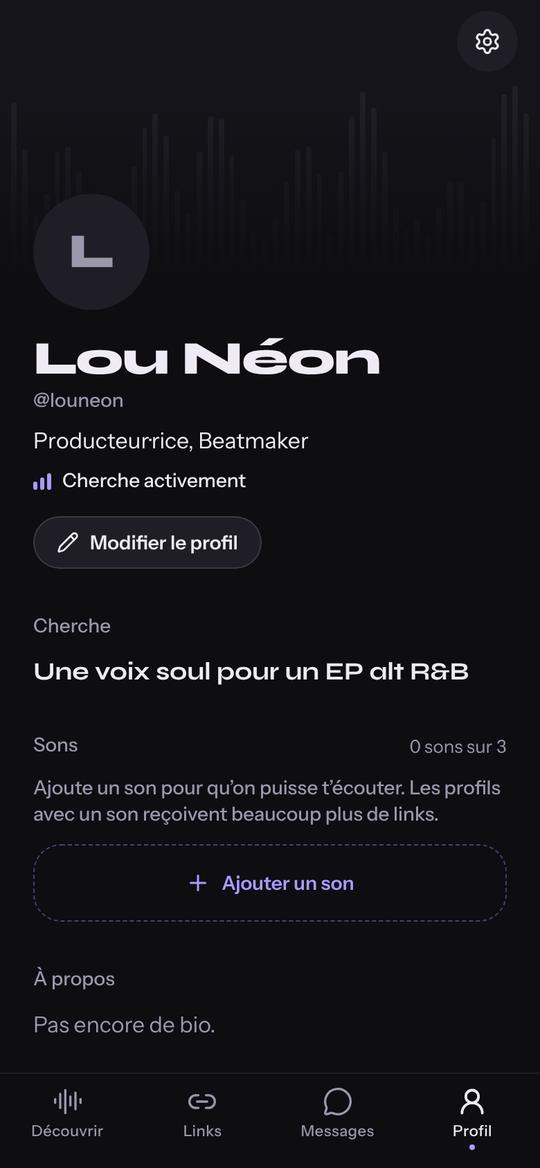 L
Lou Néon
@louneon
Producteur·rice, Beatmaker
Cherche activement
Modifier le profil
Cherche
Une voix soul pour un EP alt R&B
Sons
0 sons sur 3
Ajoute un son pour qu’on puisse t’écouter. Les profils
avec un son reçoivent beaucoup plus de links.
Ajouter un son
À propos
Pas encore de bio.
Découvrir
Links
Messages
Profil